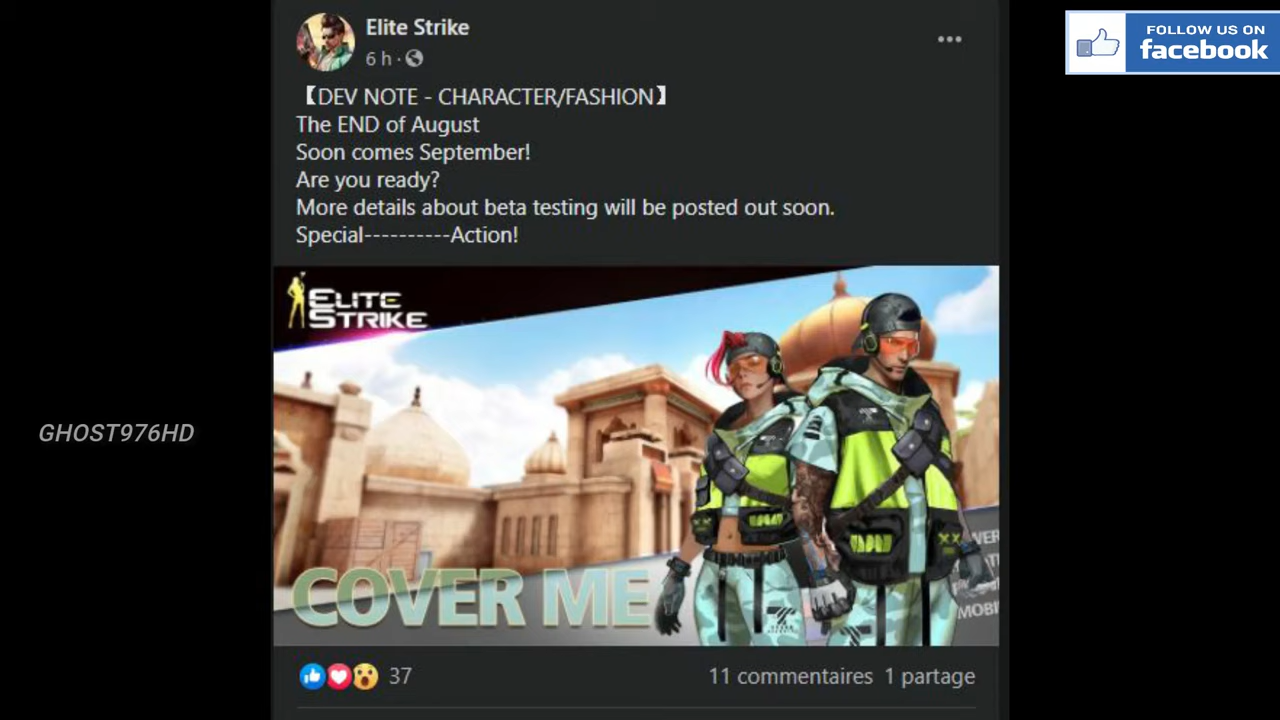 Elite Strike
6 h ·
FOLLOW US ON
facebook
【DEV NOTE - CHARACTER/FASHION】
The END of August
Soon comes September!
Are you ready?
More details about beta testing will be posted out soon.
Special----------Action!
ELITE
STRIKE
GHOST976HD
COVER ME
MOBI
37
11 commentaires 1 partage